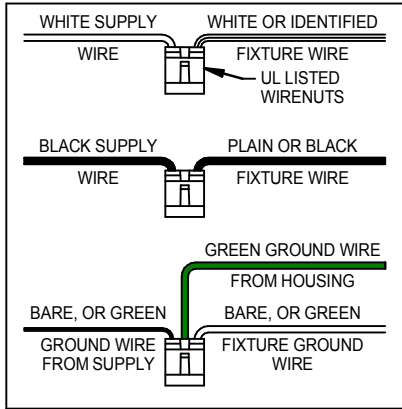 WHITE SUPPLY
WIRE
WHITE OR IDENTIFIED
FIXTURE WIRE
UL LISTED
WIRENUTS
BLACK SUPPLY
WIRE
PLAIN OR BLACK
FIXTURE WIRE
GREEN GROUND WIRE
FROM HOUSING
BARE, OR GREEN
GROUND WIRE
FROM SUPPLY
BARE, OR GREEN
FIXTURE GROUND
WIRE